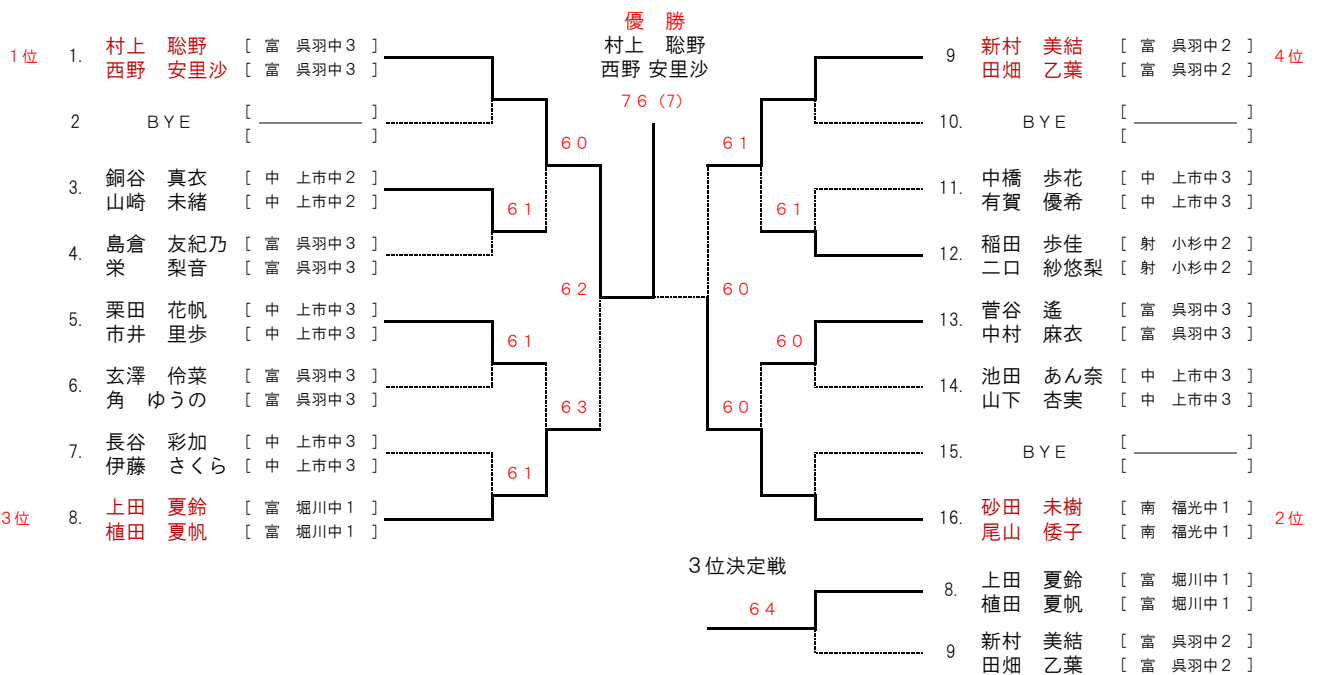 優　勝
村上　聡野
西野 安里沙
７６（7）
１位
1.
村上　聡野 [ 富　呉羽中３ ]
西野　安里沙 [ 富　呉羽中３ ]
2
ＢＹＥ
[ ]
[ ]
3.
銅谷　真衣 [ 中　上市中２ ]
山崎　未緒 [ 中　上市中２ ]
4.
島倉　友紀乃 [ 富　呉羽中３ ]
栄　　梨音 [ 富　呉羽中３ ]
5.
栗田　花帆 [ 中　上市中３ ]
市井　里歩 [ 中　上市中３ ]
6.
玄澤　伶菜 [ 富　呉羽中３ ]
角　ゆうの [ 富　呉羽中３ ]
7.
長谷　彩加 [ 中　上市中３ ]
伊藤　さくら [ 中　上市中３ ]
３位
8.
上田　夏鈴 [ 富　堀川中１ ]
植田　夏帆 [ 富　堀川中１ ]
６０
６１
６２
６１
６３
６１
９
新村　美結 [ 富　呉羽中２ ]
田畑　乙葉 [ 富　呉羽中２ ]
４位
10.
ＢＹＥ
[ ]
[ ]
11.
中橋　歩花 [ 中　上市中３ ]
有賀　優希 [ 中　上市中３ ]
12.
稲田　歩佳 [ 射　小杉中２ ]
二口　紗悠梨 [ 射　小杉中２ ]
13.
菅谷　遙 [ 富　呉羽中３ ]
中村　麻衣 [ 富　呉羽中３ ]
14.
池田　あん奈 [ 中　上市中３ ]
山下　杏実 [ 中　上市中３ ]
15.
ＢＹＥ
[ ]
[ ]
16.
砂田　未樹 [ 南　福光中１ ]
尾山　倭子 [ 南　福光中１ ]
２位
６１
６１
６０
６０
６０
３位決定戦
６４
8.
上田　夏鈴 [ 富　堀川中１ ]
植田　夏帆 [ 富　堀川中１ ]
９
新村　美結 [ 富　呉羽中２ ]
田畑　乙葉 [ 富　呉羽中２ ]